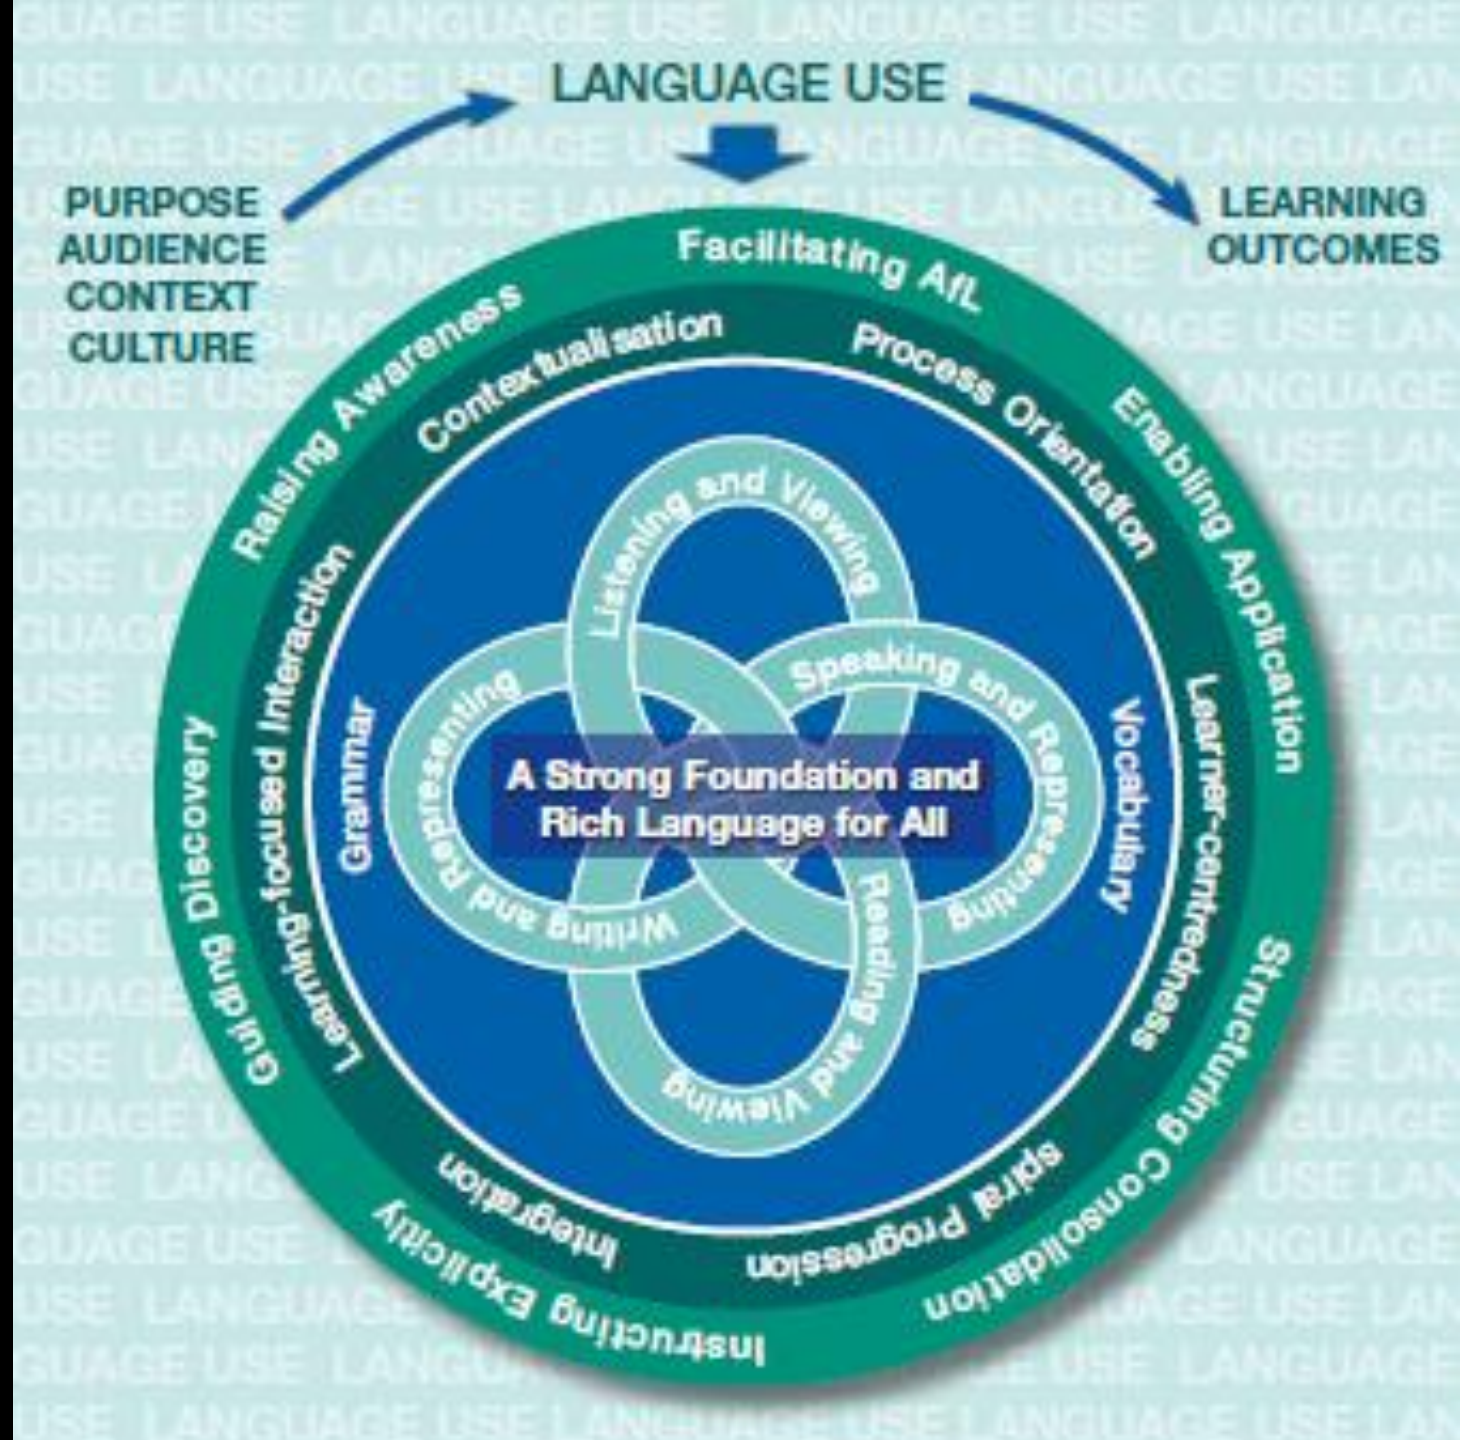 LANGUAGE USE
PURPOSE
AUDIENCE
CONTEXT
CULTURE
LEARNING
OUTCOMES
Facilitating AfL
Enabling Application
Structuring Consolidation
Instructing Explicitly
Guiding Discovery
Raising Awareness
Contextualisation
Process Orientation
Learner-centredness
spiral Progression
Integration
Learning-focused Interaction
Grammar
Vocabulary
Listening and Viewing
Speaking and Representing
Reading and Viewing
Writing and Representing
A Strong Foundation and
Rich Language for All